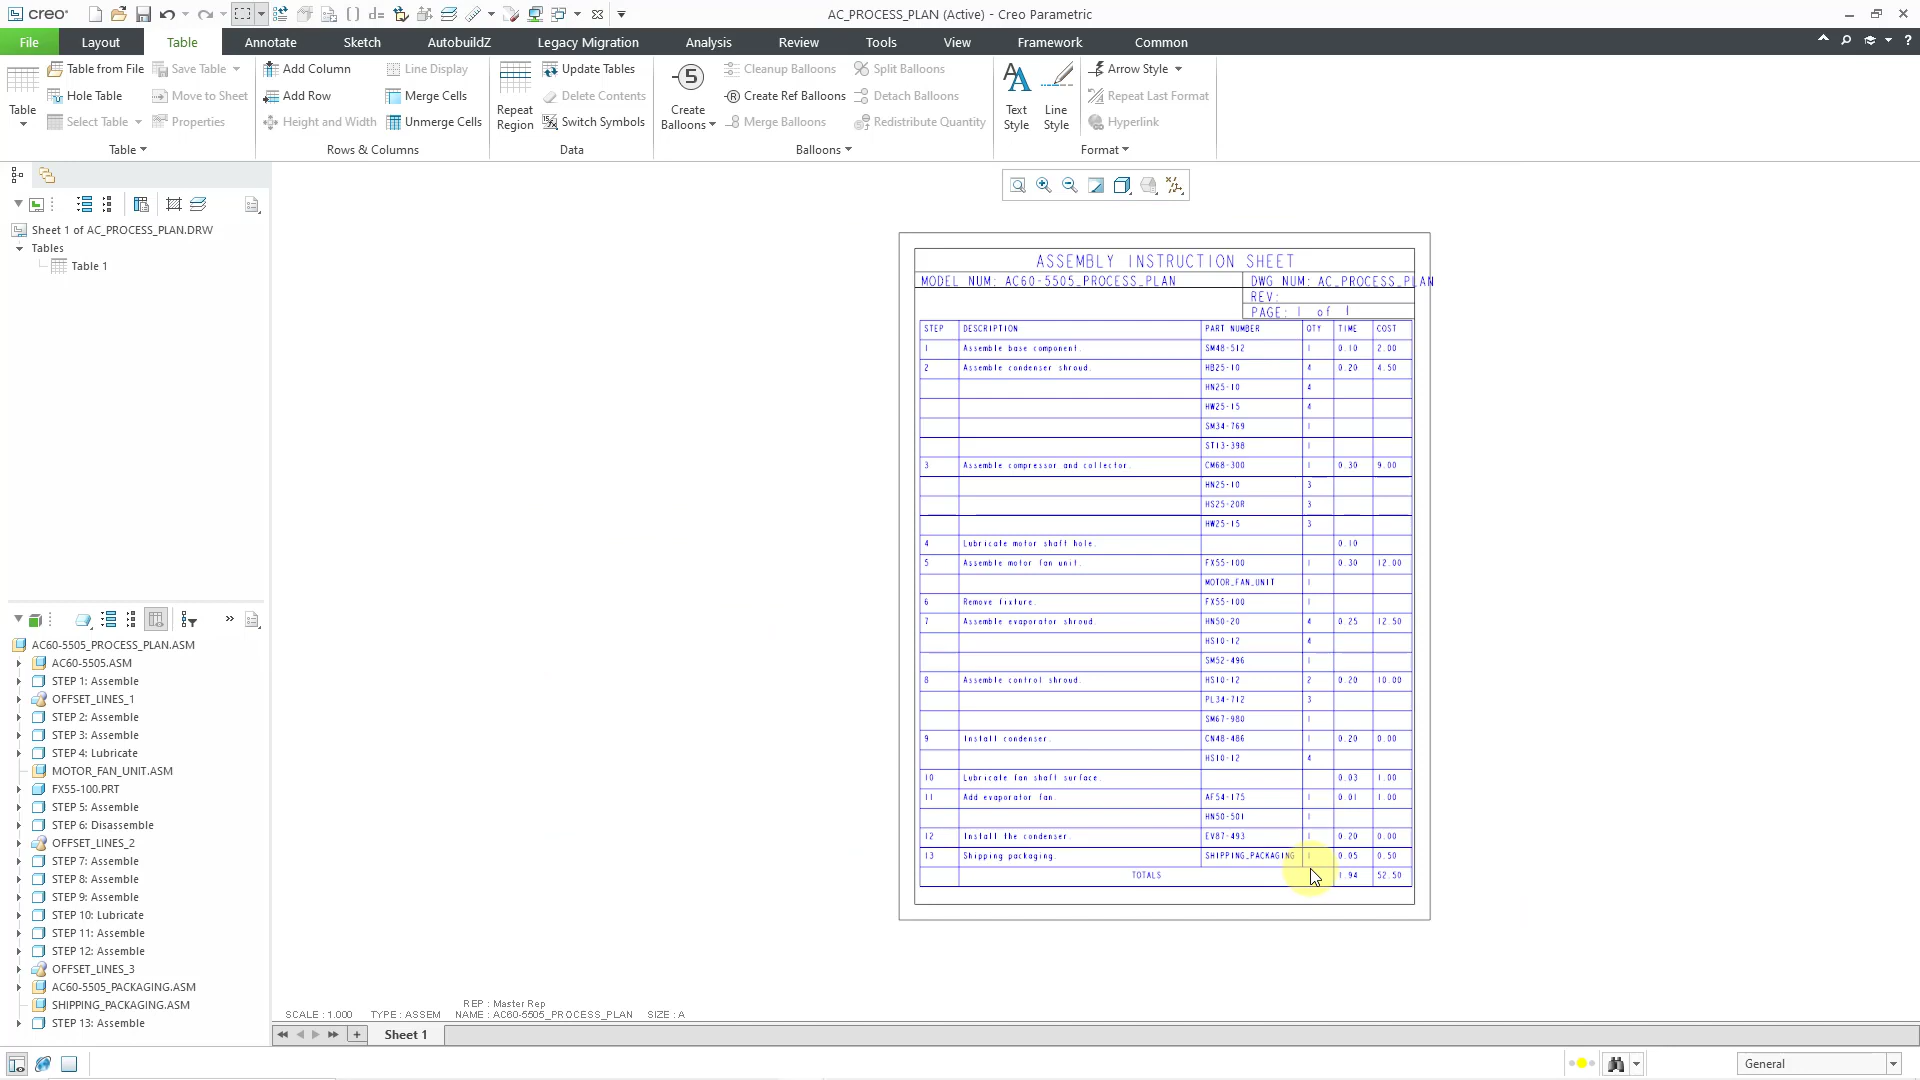 creo
AC_PROCESS_PLAN (Active) - Creo Parametric
File
Layout
Table
Annotate
Sketch
AutobuildZ
Legacy Migration
Analysis
Review
Tools
View
Framework
Common
Table
Table from File
Hole Table
Select Table
Save Table
Move to Sheet
Properties
Table
Add Column
Add Row
Height and Width
Line Display
Merge Cells
Unmerge Cells
Rows & Columns
Repeat Region
Update Tables
Delete Contents
Switch Symbols
Data
5
Create Balloons
Cleanup Balloons
Create Ref Balloons
Merge Balloons
Split Balloons
Detach Balloons
Redistribute Quantity
Balloons
Text Style
Line Style
Arrow Style
Repeat Last Format
Hyperlink
Format
Sheet 1 of AC_PROCESS_PLAN.DRW
Tables
Table 1
AC60-5505_PROCESS_PLAN.ASM
AC60-5505.ASM
STEP 1: Assemble
OFFSET_LINES_1
STEP 2: Assemble
STEP 3: Assemble
STEP 4: Lubricate
MOTOR_FAN_UNIT.ASM
FX55-100.PRT
STEP 5: Assemble
STEP 6: Disassemble
OFFSET_LINES_2
STEP 7: Assemble
STEP 8: Assemble
STEP 9: Assemble
STEP 10: Lubricate
STEP 11: Assemble
STEP 12: Assemble
OFFSET_LINES_3
AC60-5505_PACKAGING.ASM
SHIPPING_PACKAGING.ASM
STEP 13: Assemble
ASSEMBLY INSTRUCTION SHEET
MODEL NUM: AC60-5505_PROCESS_PLAN DWG NUM: AC_PROCESS_PLAN
REV:
PAGE: 1 of 1
STEP DESCRIPTION PART NUMBER QTY TIME COST
1 Assemble base component. SM48-512 1 0.10 2.00
2 Assemble condenser shroud. HB25-10 4 0.20 4.50
HN25-10 4
HW25-15 4
SM34-769 1
ST13-398 1
3 Assemble compressor and collector. CM68-300 1 0.30 9.00
HN25-10 3
HS25-20R 3
HW25-15 3
4 Lubricate motor shaft hole. 0.10
5 Assemble motor fan unit. FX55-100 1 0.30 12.00
MOTOR_FAN_UNIT 1
6 Remove fixture. FX55-100 1
7 Assemble evaporator shroud. HN50-20 4 0.25 12.50
HS10-12 4
SM52-496 1
8 Assemble control shroud. HS10-12 2 0.20 10.00
PL34-712 3
SM67-980 1
9 Install condenser. CN48-486 1 0.20 0.00
HS10-12 4
10 Lubricate fan shaft surface. 0.03 1.00
11 Add evaporator fan. AF54-175 1 0.01 1.00
HN50-501 1
12 Install the condenser. EV87-493 1 0.20 0.00
13 Shipping packaging. SHIPPING_PACKAGING 1 0.05 0.50
TOTALS 1.94 52.50
REP : Master Rep
SCALE : 1.000 TYPE : ASSEM NAME : AC60-5505_PROCESS_PLAN SIZE : A
Sheet 1
General